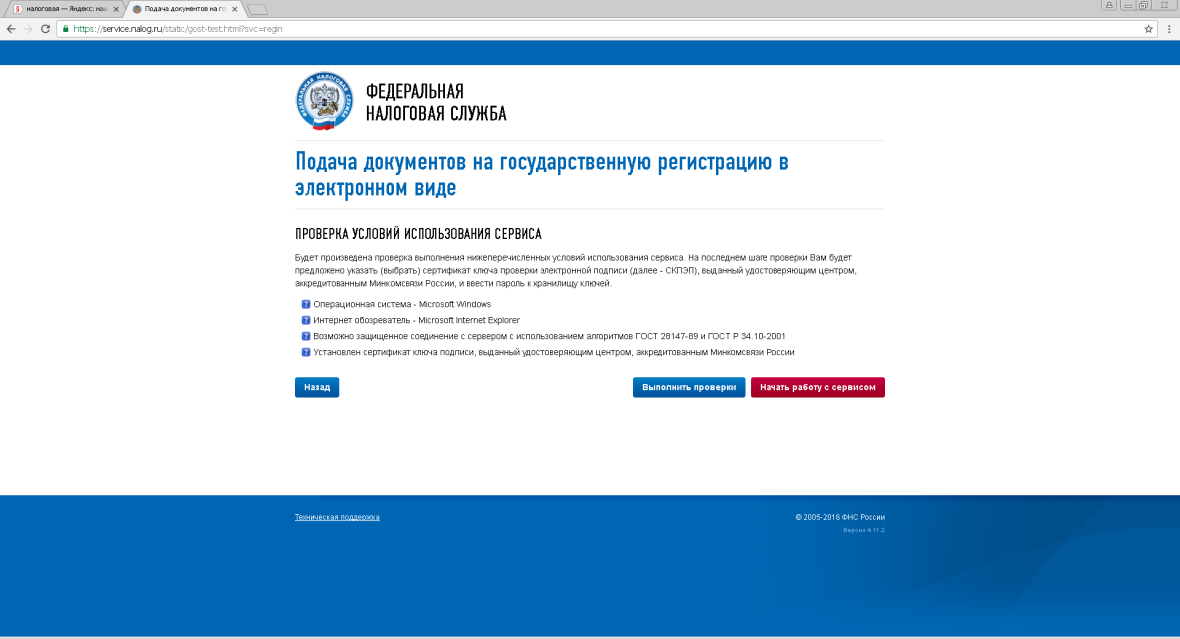 налоговая — Яндекс: наш
Подача документов на го
https://service.nalog.ru/static/gost-test.html?svc=regin
ФЕДЕРАЛЬНАЯ
НАЛОГОВАЯ СЛУЖБА
Подача документов на государственную регистрацию в
электронном виде
ПРОВЕРКА УСЛОВИЙ ИСПОЛЬЗОВАНИЯ СЕРВИСА
Будет произведена проверка выполнения нижеперечисленных условий использования сервиса. На последнем шаге проверки Вам будет
предложено указать (выбрать) сертификат ключа проверки электронной подписи (далее - СКПЭП), выданный удостоверяющим центром,
аккредитованным Минкомсвязи России, и ввести пароль к хранилищу ключей.
Операционная система - Microsoft Windows
Интернет обозреватель - Microsoft Internet Explorer
Возможно защищенное соединение с сервером с использованием алгоритмов ГОСТ 28147-89 и ГОСТ Р 34.10-2001
Установлен сертификат ключа подписи, выданный удостоверяющим центром, аккредитованным Минкомсвязи России
Назад
Выполнить проверки
Начать работу с сервисом
Техническая поддержка
© 2005-2016 ФНС России
Версия 4.11.2